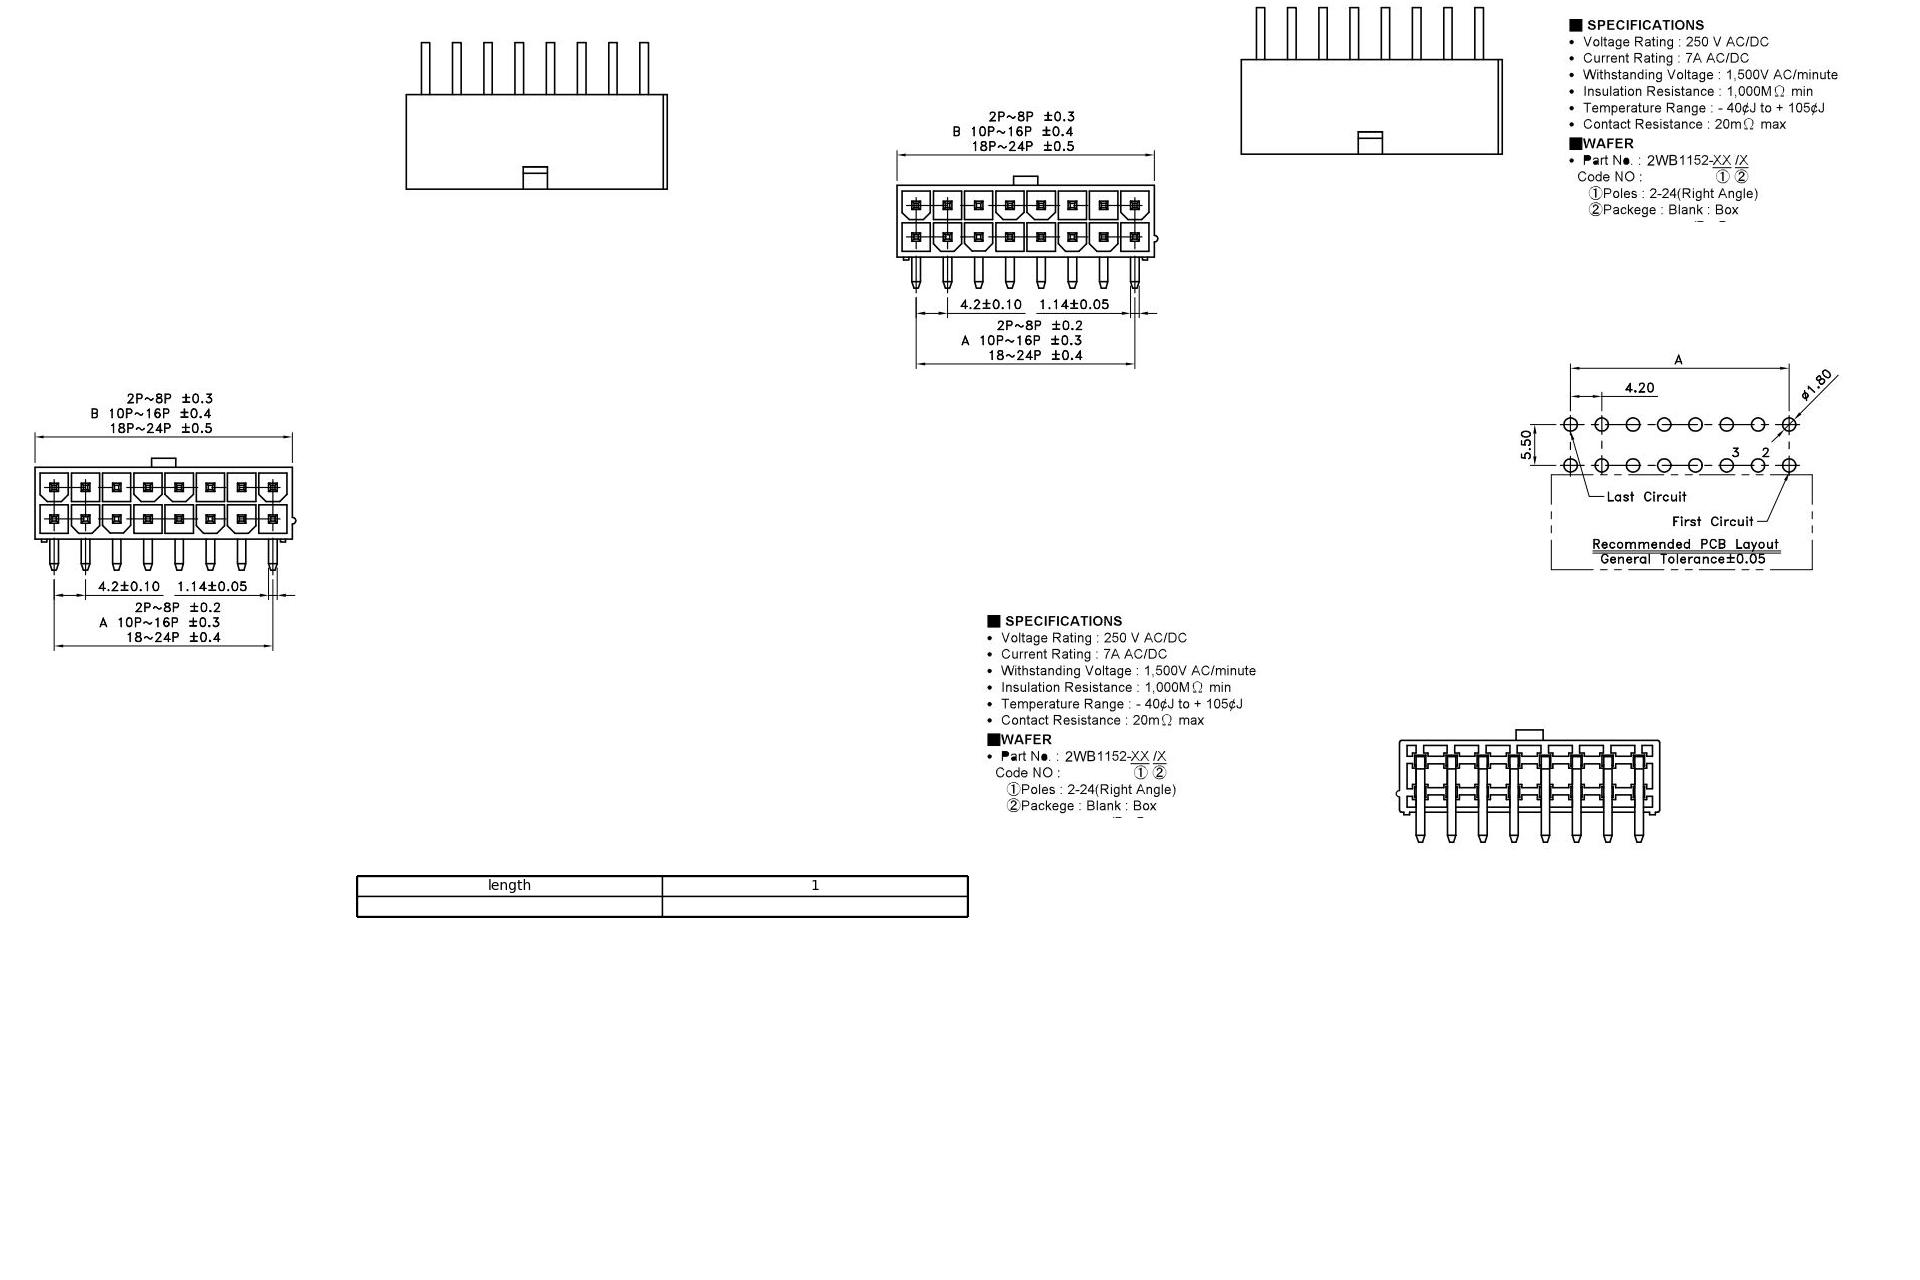 ■ SPECIFICATIONS
• Voltage Rating : 250 V AC/DC
• Current Rating : 7A AC/DC
• Withstanding Voltage : 1,500V AC/minute
• Insulation Resistance : 1,000MΩ min
• Temperature Range : - 40¢J to + 105¢J
• Contact Resistance : 20mΩ max
■WAFER
• Part No. : 2WB1152-XX /X
Code NO : ① ②
①Poles : 2-24(Right Angle)
②Packege : Blank : Box
2P~8P ±0.3
B 10P~16P ±0.4
18P~24P ±0.5
4.2±0.10 1.14±0.05
2P~8P ±0.2
A 10P~16P ±0.3
18~24P ±0.4
A
4.20
ø1.80
5.50
3 2
Last Circuit
First Circuit
Recommended PCB Layout
General Tolerance±0.05
2P~8P ±0.3
B 10P~16P ±0.4
18P~24P ±0.5
4.2±0.10 1.14±0.05
2P~8P ±0.2
A 10P~16P ±0.3
18~24P ±0.4
■ SPECIFICATIONS
• Voltage Rating : 250 V AC/DC
• Current Rating : 7A AC/DC
• Withstanding Voltage : 1,500V AC/minute
• Insulation Resistance : 1,000MΩ min
• Temperature Range : - 40¢J to + 105¢J
• Contact Resistance : 20mΩ max
■WAFER
• Part No. : 2WB1152-XX /X
Code NO : ① ②
①Poles : 2-24(Right Angle)
②Packege : Blank : Box
length 1